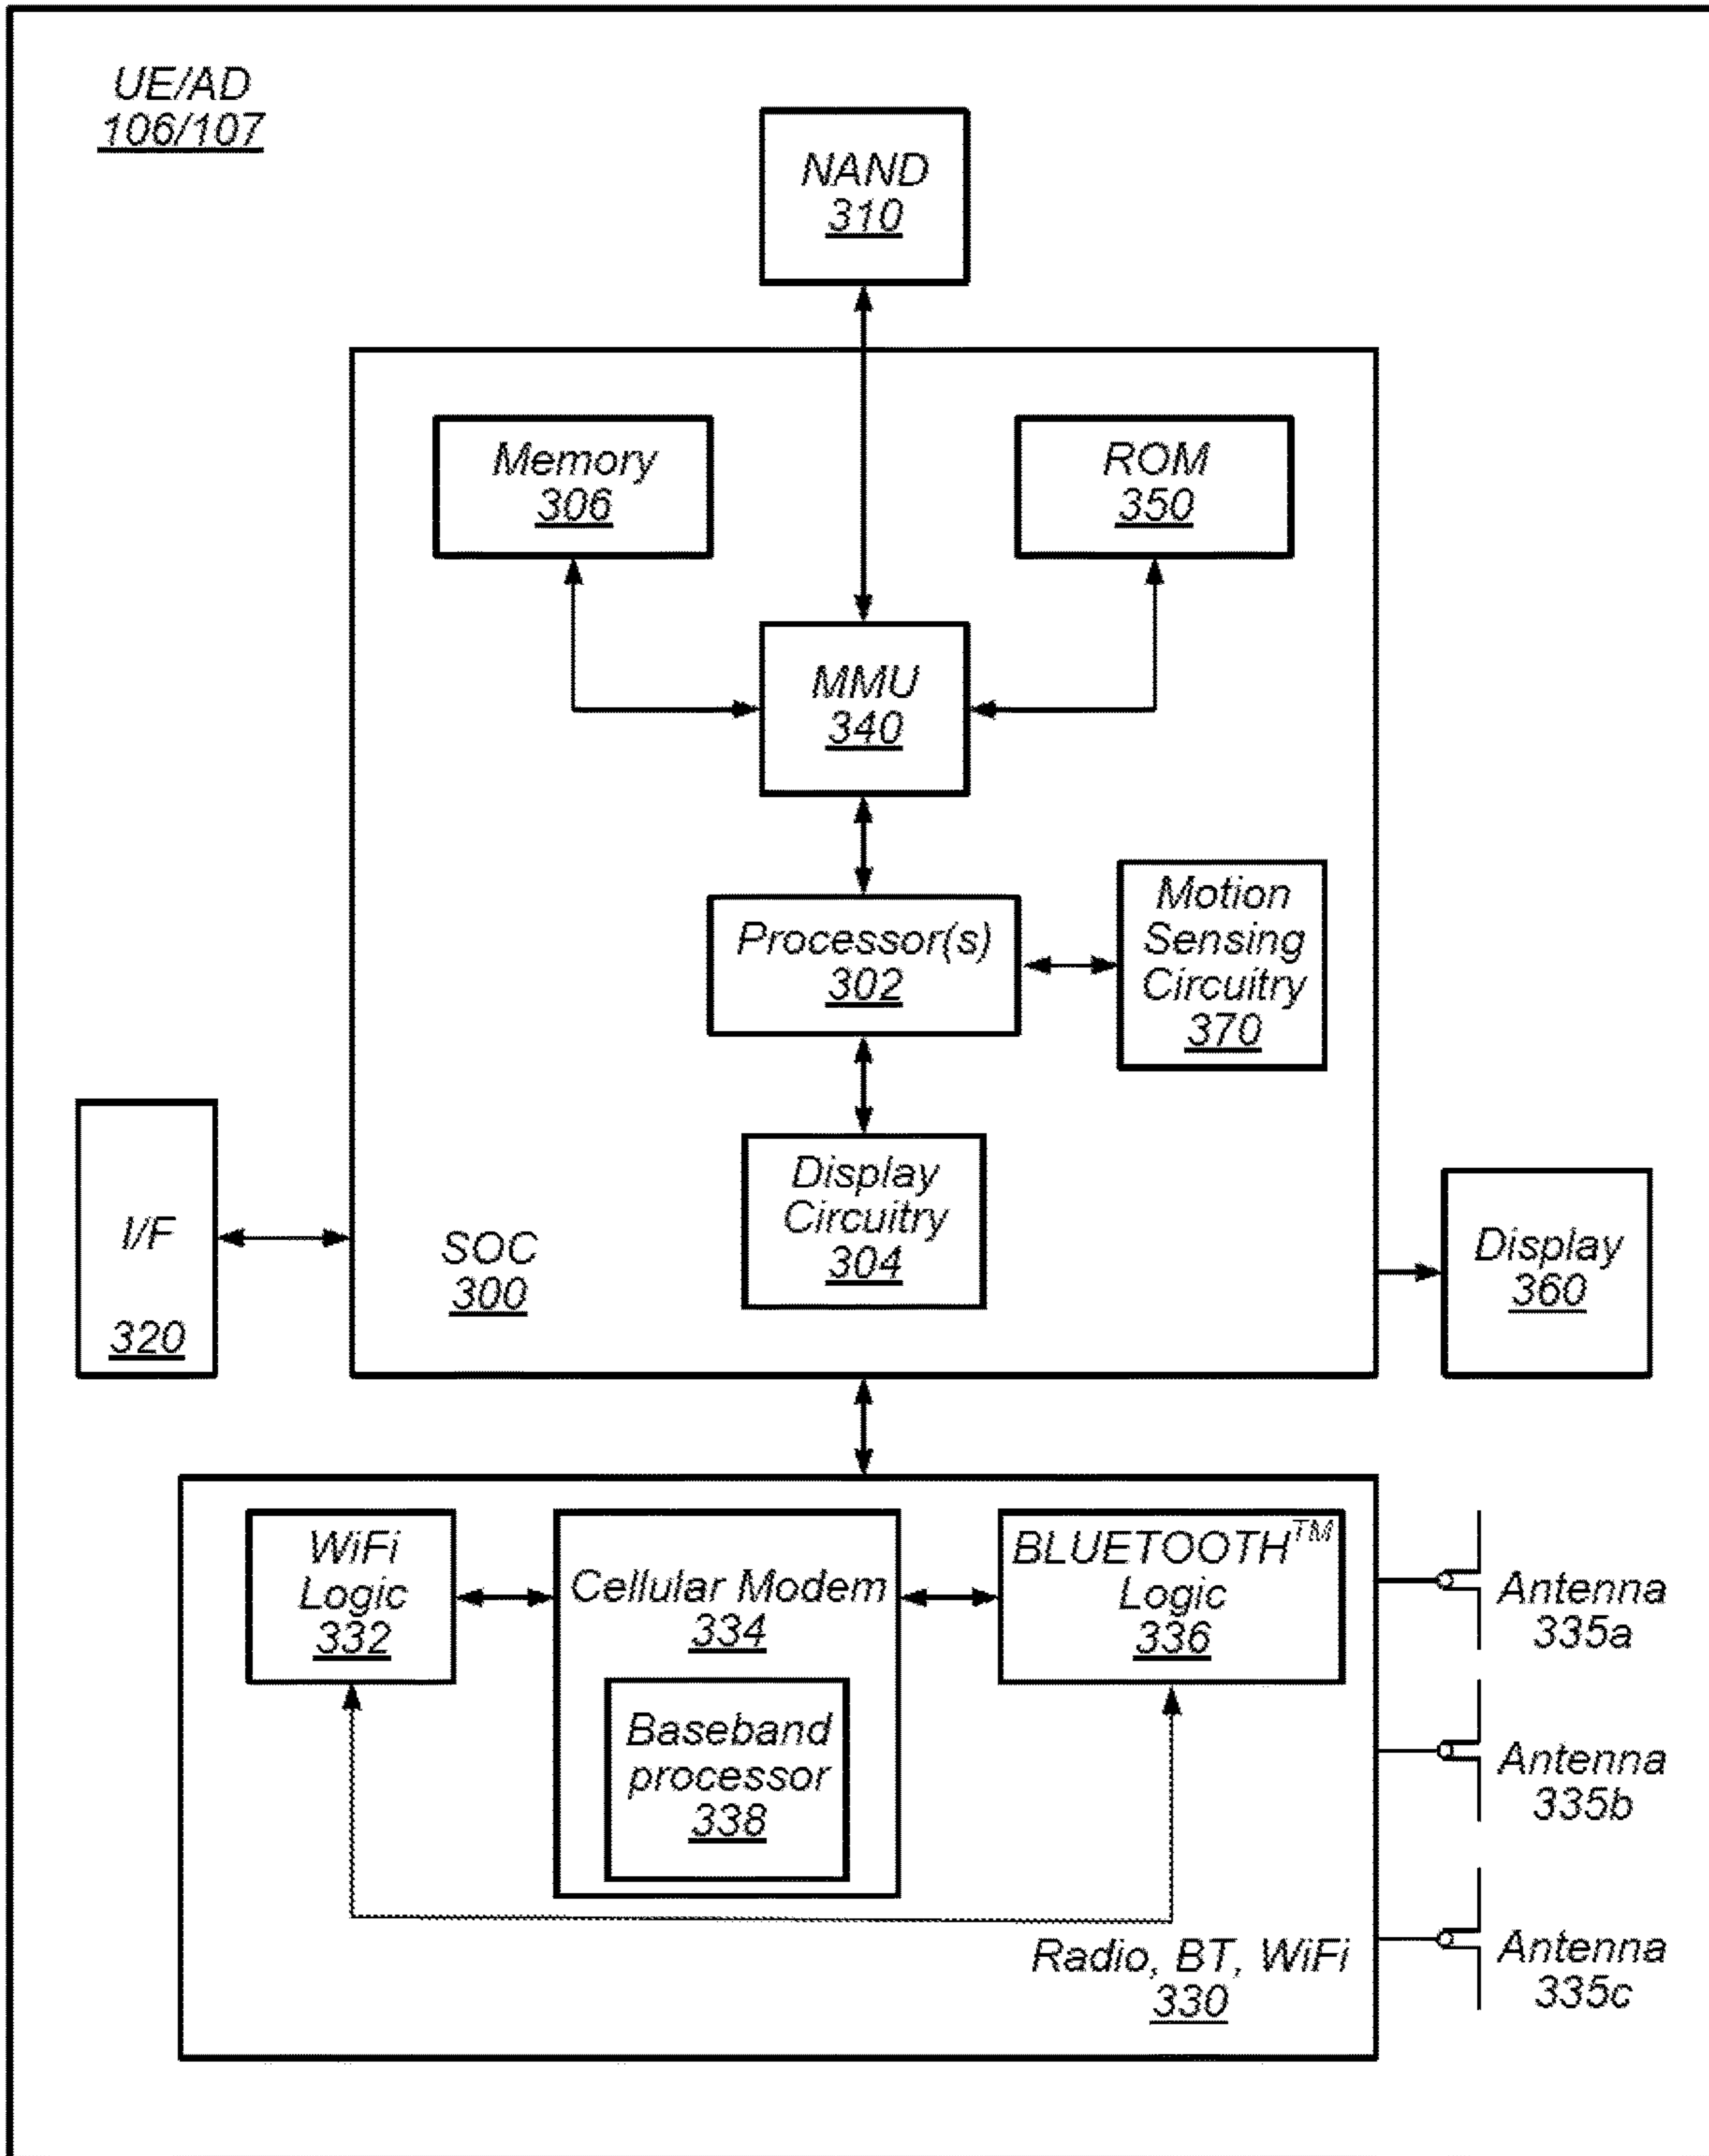 UE/AD
106/107
NAND
310
Memory
306
ROM
350
MMU
340
Processor(s)
302
Motion
Sensing
Circuitry
370
Display
Circuitry
304
SOC
300
I/F
320
Display
360
WiFi
Logic
332
Cellular Modem
334
Baseband
processor
338
BLUETOOTH™
Logic
336
Radio, BT, WiFi
330
Antenna
335a
Antenna
335b
Antenna
335c